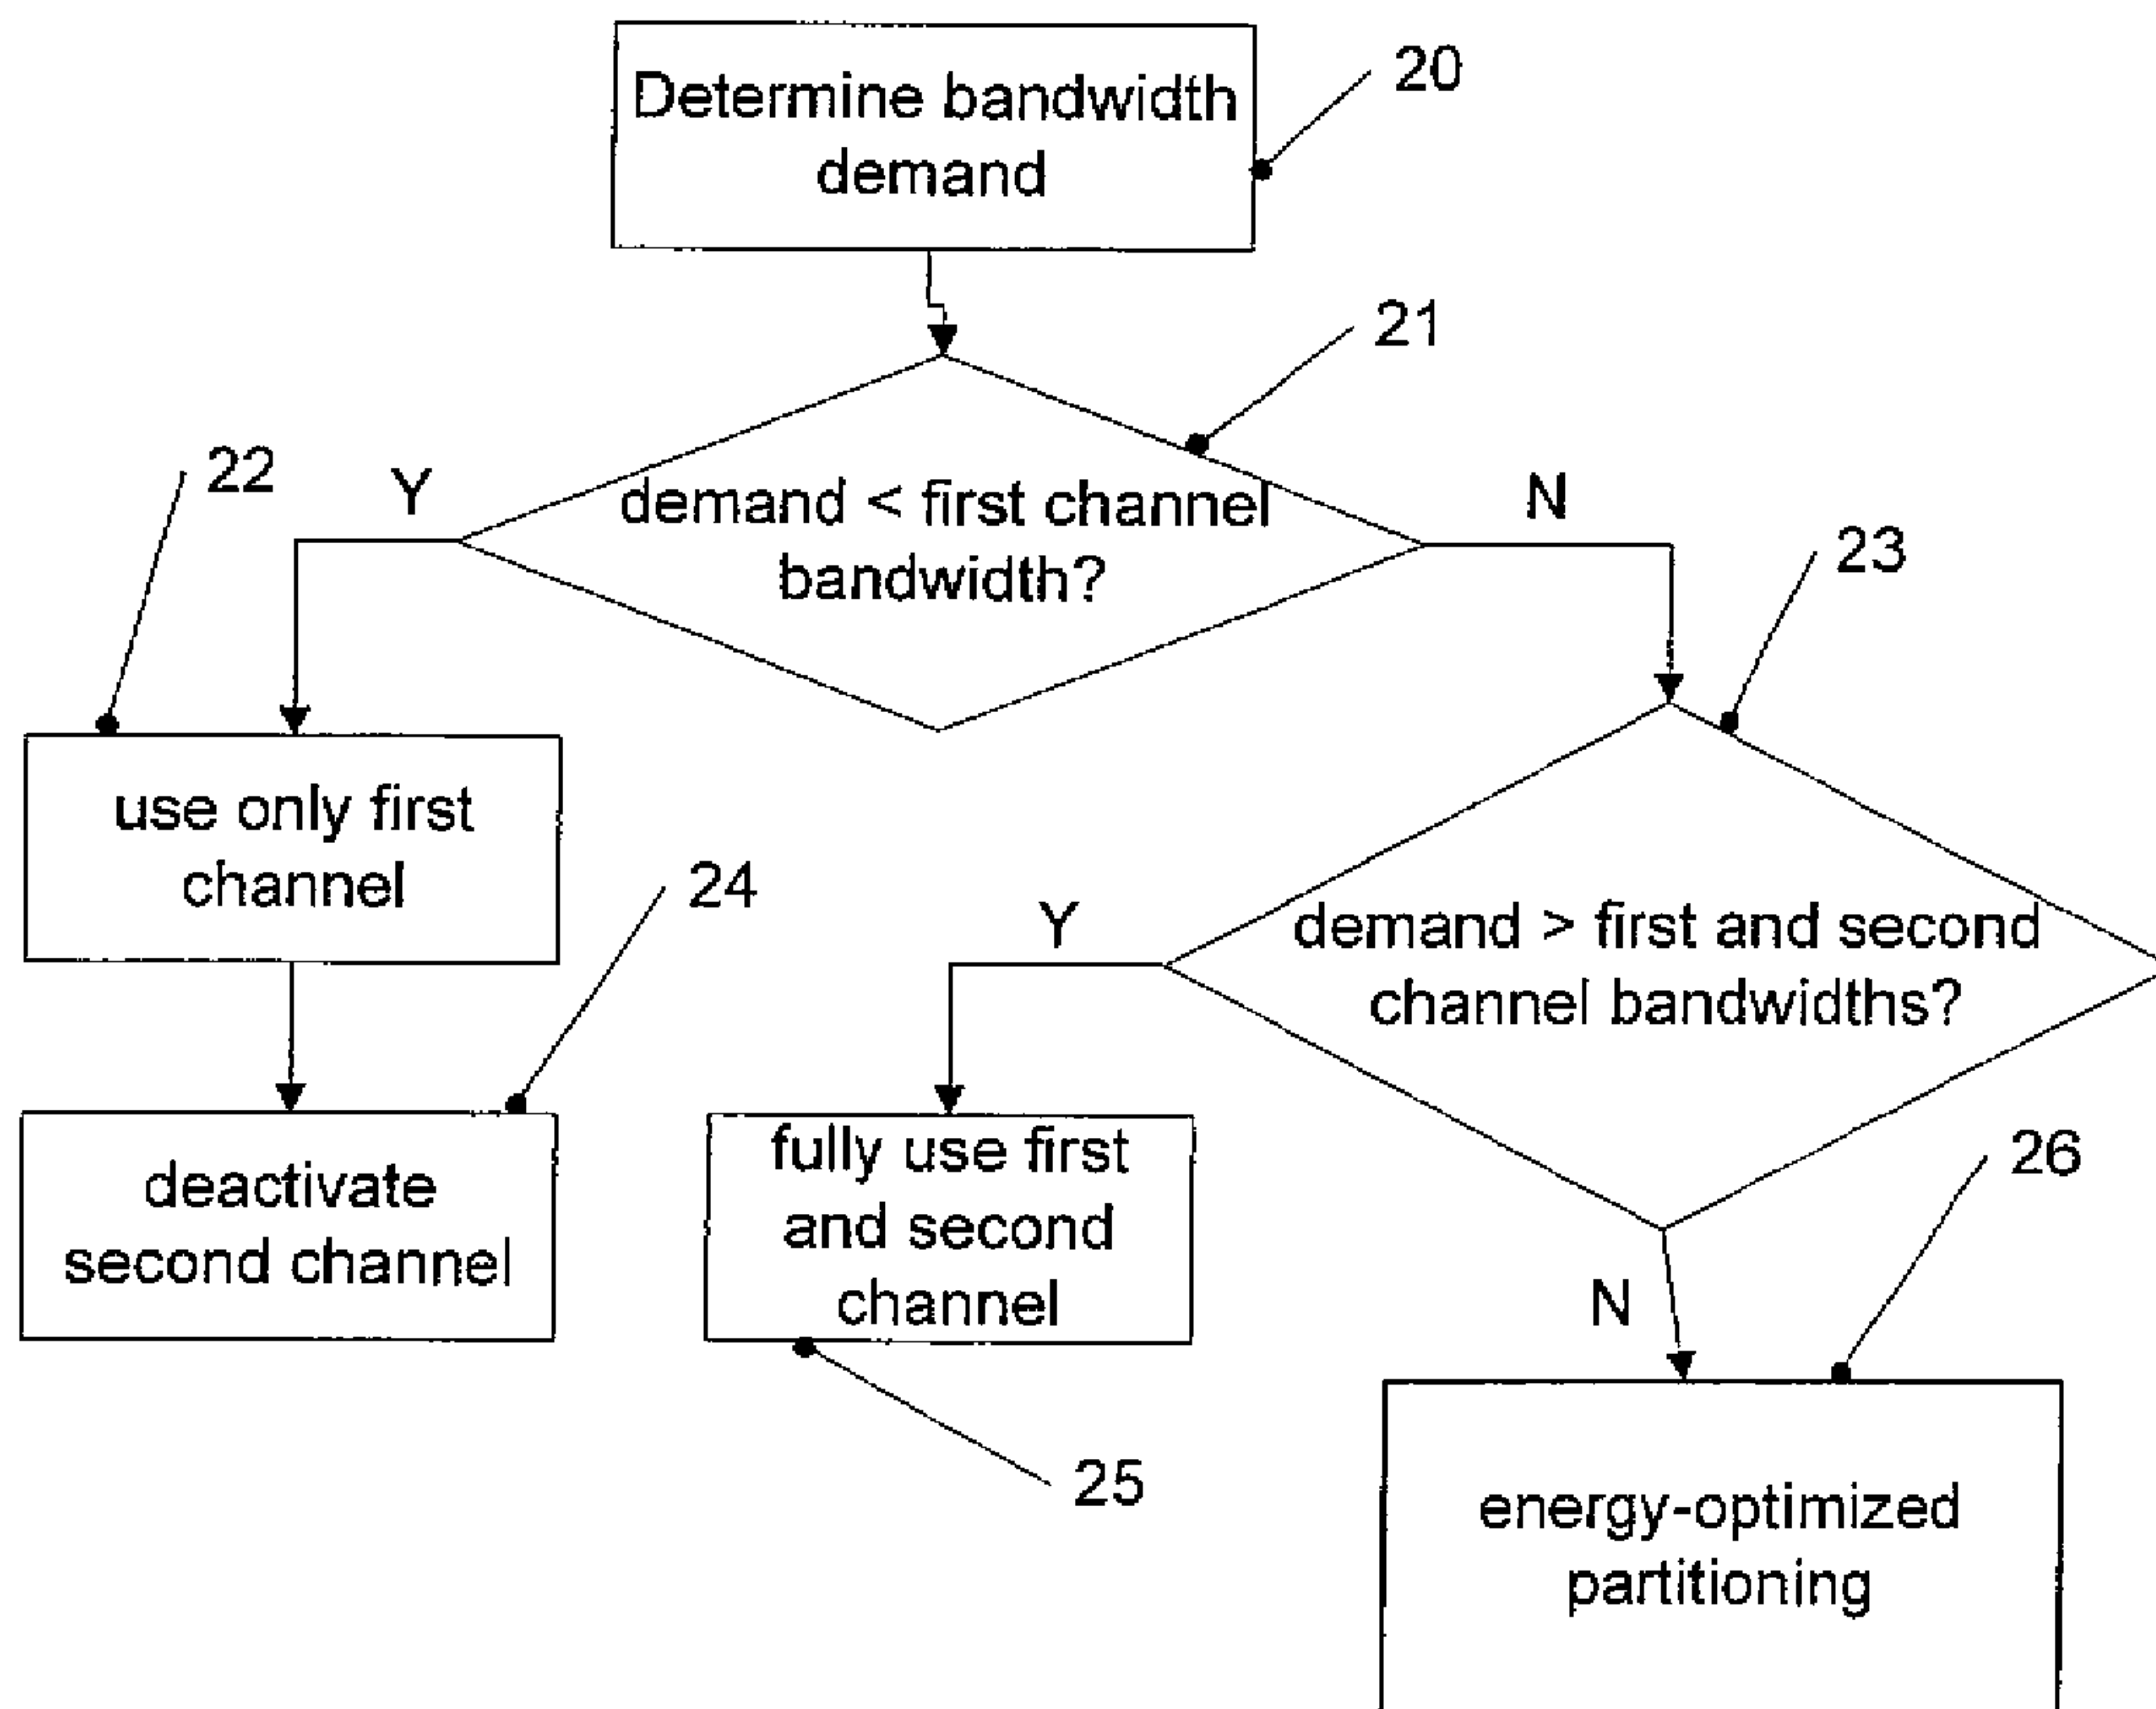 Determine bandwidth
demand
20
21
demand < first channel
bandwidth?
Y
N
22
23
use only first
channel
24
demand > first and second
channel bandwidths?
Y
N
deactivate
second channel
fully use first
and second
channel
25
26
energy-optimized
partitioning